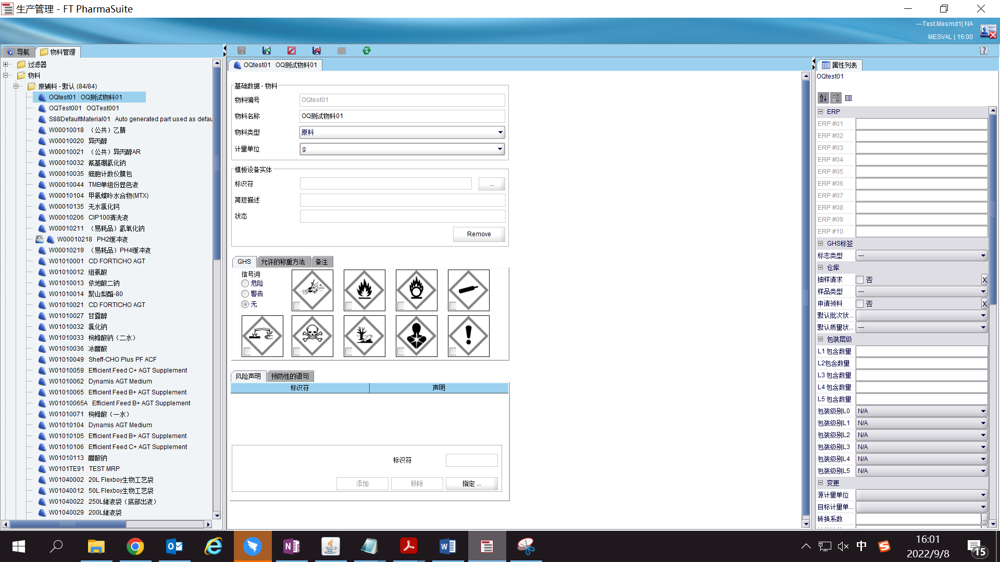 生产管理 - FT PharmaSuite
---Test.Mesmd1| NA
MESVAL | 16:00
导航
物料管理
过滤器
物料
原辅料 - 默认 (84/84)
OQtest01 OQ测试物料01
OQTest001 OQTest001
S88DefaultMaterial01 Auto generated part used as defau
W00010018 （公共）乙腈
W00010020 异丙醇
W00010021 （公共）异丙醇AR
W00010032 氰基硼氢化钠
W00010035 细胞计数仪膜包
W00010044 TMB单组份显色液
W00010104 甲氨蝶呤水合物(MTX)
W00010135 无水氯化钙
W00010206 CIP100清洗液
W00010211 （易耗品）氢氧化钠
W00010218 PH2缓冲液
W00010219 （易耗品）PH4缓冲液
W01010001 CD FORTICHO AGT
W01010012 组氨酸
W01010013 依地酸二钠
W01010014 聚山梨酯-80
W01010021 CD FORTICHO AGT
W01010027 甘露醇
W01010032 氯化钠
W01010033 枸橼酸钠（二水）
W01010036 冰醋酸
W01010049 Sheff-CHO Plus PF ACF
W01010059 Efficient Feed C+ AGT Supplement
W01010062 Dynamis AGT Medium
W01010065 Efficient Feed B+ AGT Supplement
W01010065A Efficient Feed B+ AGT Supplement
W01010071 枸橼酸（一水）
W01010104 Dynamis AGT Medium
W01010105 Efficient Feed B+ AGT Supplement
W01010106 Efficient Feed C+ AGT Supplement
W01010113 醋酸钠
W0101TE91 TEST MRP
W01040002 20L Flexboy生物工艺袋
W01040012 50L Flexboy生物工艺袋
W01040022 250L储液袋（底部出液）
W01040029 200L储液袋
OQtest01 OQ测试物料01
基础数据 - 物料
物料编号 OQtest01
物料名称 OQ测试物料01
物料类型 原料
计量单位 g
模板设备实体
标识符 ...
简短描述
状态
Remove
GHS 允许的称重方法 备注
信号词
危险
警告
无
风险声明 预防性的语句
标识符 声明
标识符
添加 移除 指定 ...
?
属性列表
OQtest01
ERP
ERP #01
ERP #02
ERP #03
ERP #04
ERP #05
ERP #06
ERP #07
ERP #08
ERP #09
ERP #10
GHS标签
标志类型 ---
仓库
抽样请求 否 X
样品类型 ---
申请领料 否 X
默认批次状...
默认质量状... ---
包装层级
L1 包含数量
L2包含数量
L3 包含数量
L4 包含数量
L5 包含数量
包装级别L0 N/A
包装级别L1 N/A
包装级别L2 N/A
包装级别L3 N/A
包装级别L4 N/A
包装级别L5 N/A
变更
源计量单位
目标计量单...
转换系数 ...
中
16:01
2022/9/8
15